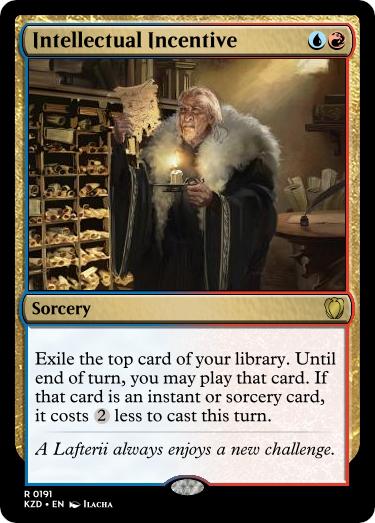 Intellectual Incentive
Sorcery
Exile the top card of your library. Until
end of turn, you may play that card. If
that card is an instant or sorcery card,
it costs 2 less to cast this turn.
A Lafterii always enjoys a new challenge.
R 0191
KZD • EN Ilacha